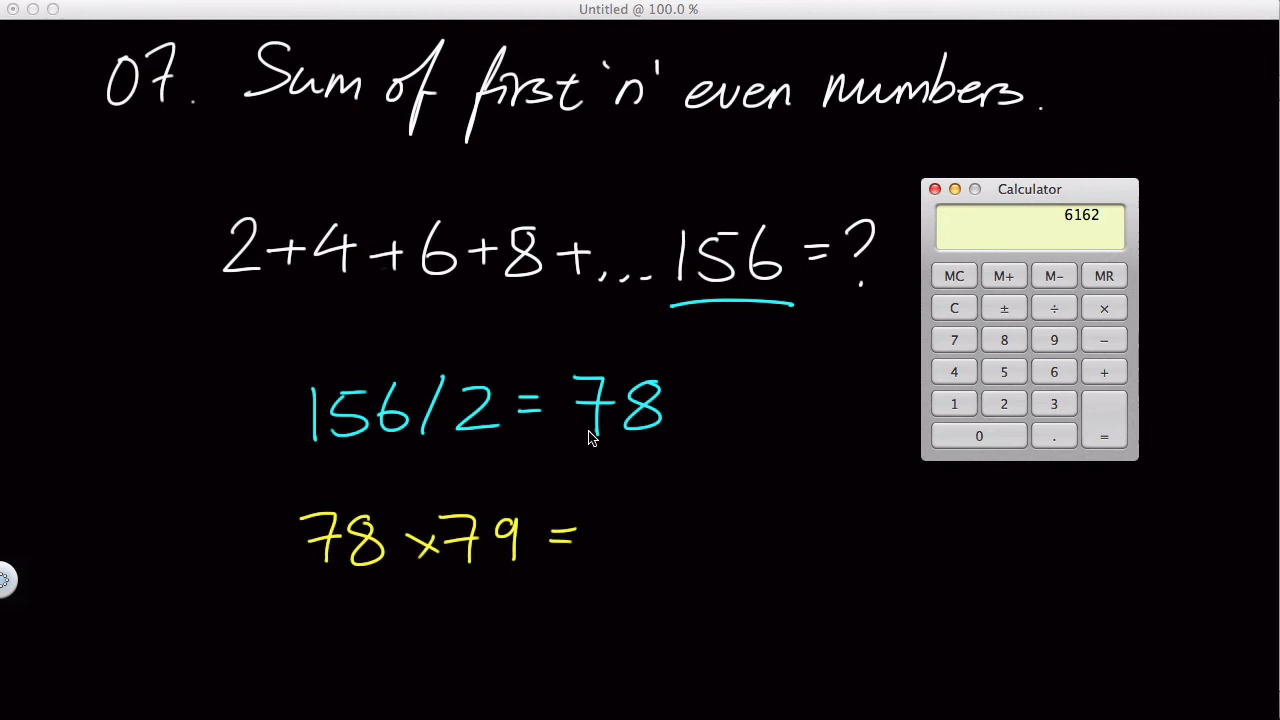 Untitled @ 100.0 %
07. Sum of first 'n' even numbers.
2+4+6+8+...156=?
Calculator
6162
MC M+ M- MR
C ± ÷ ×
7 8 9 −
4 5 6 +
1 2 3
0 . =
156/2=78
78×79=